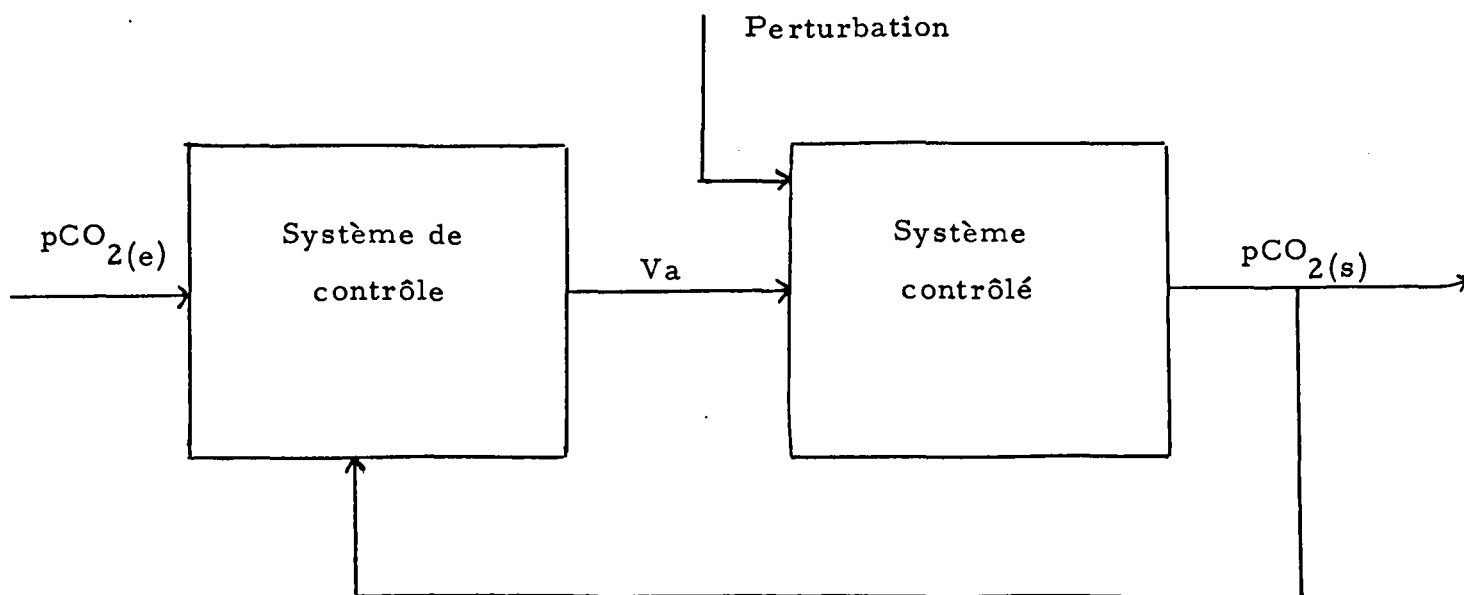 Perturbation
pCO2(e)
Système de
contrôle
Va
Système
contrôlé
pCO2(s)